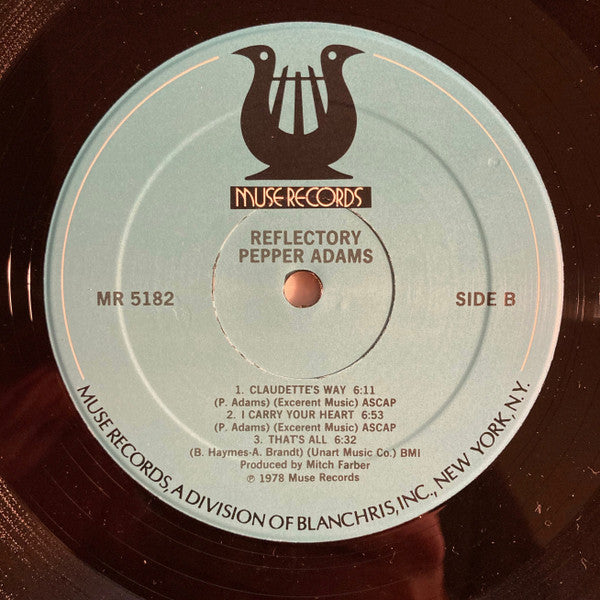 MUSE RECORDS
REFLECTORY
PEPPER ADAMS
MR 5182
SIDE B
1. CLAUDETTE'S WAY 6:11
(P. Adams) (Excerent Music) ASCAP
2. I CARRY YOUR HEART 6:53
(P. Adams) (Excerent Music) ASCAP
3. THAT'S ALL 6:32
(B. Haymes-A. Brandt) (Unart Music Co.) BMI
Produced by Mitch Farber
℗ 1978 Muse Records
MUSE RECORDS, A DIVISION OF BLANCHRIS, INC., NEW YORK, N.Y.